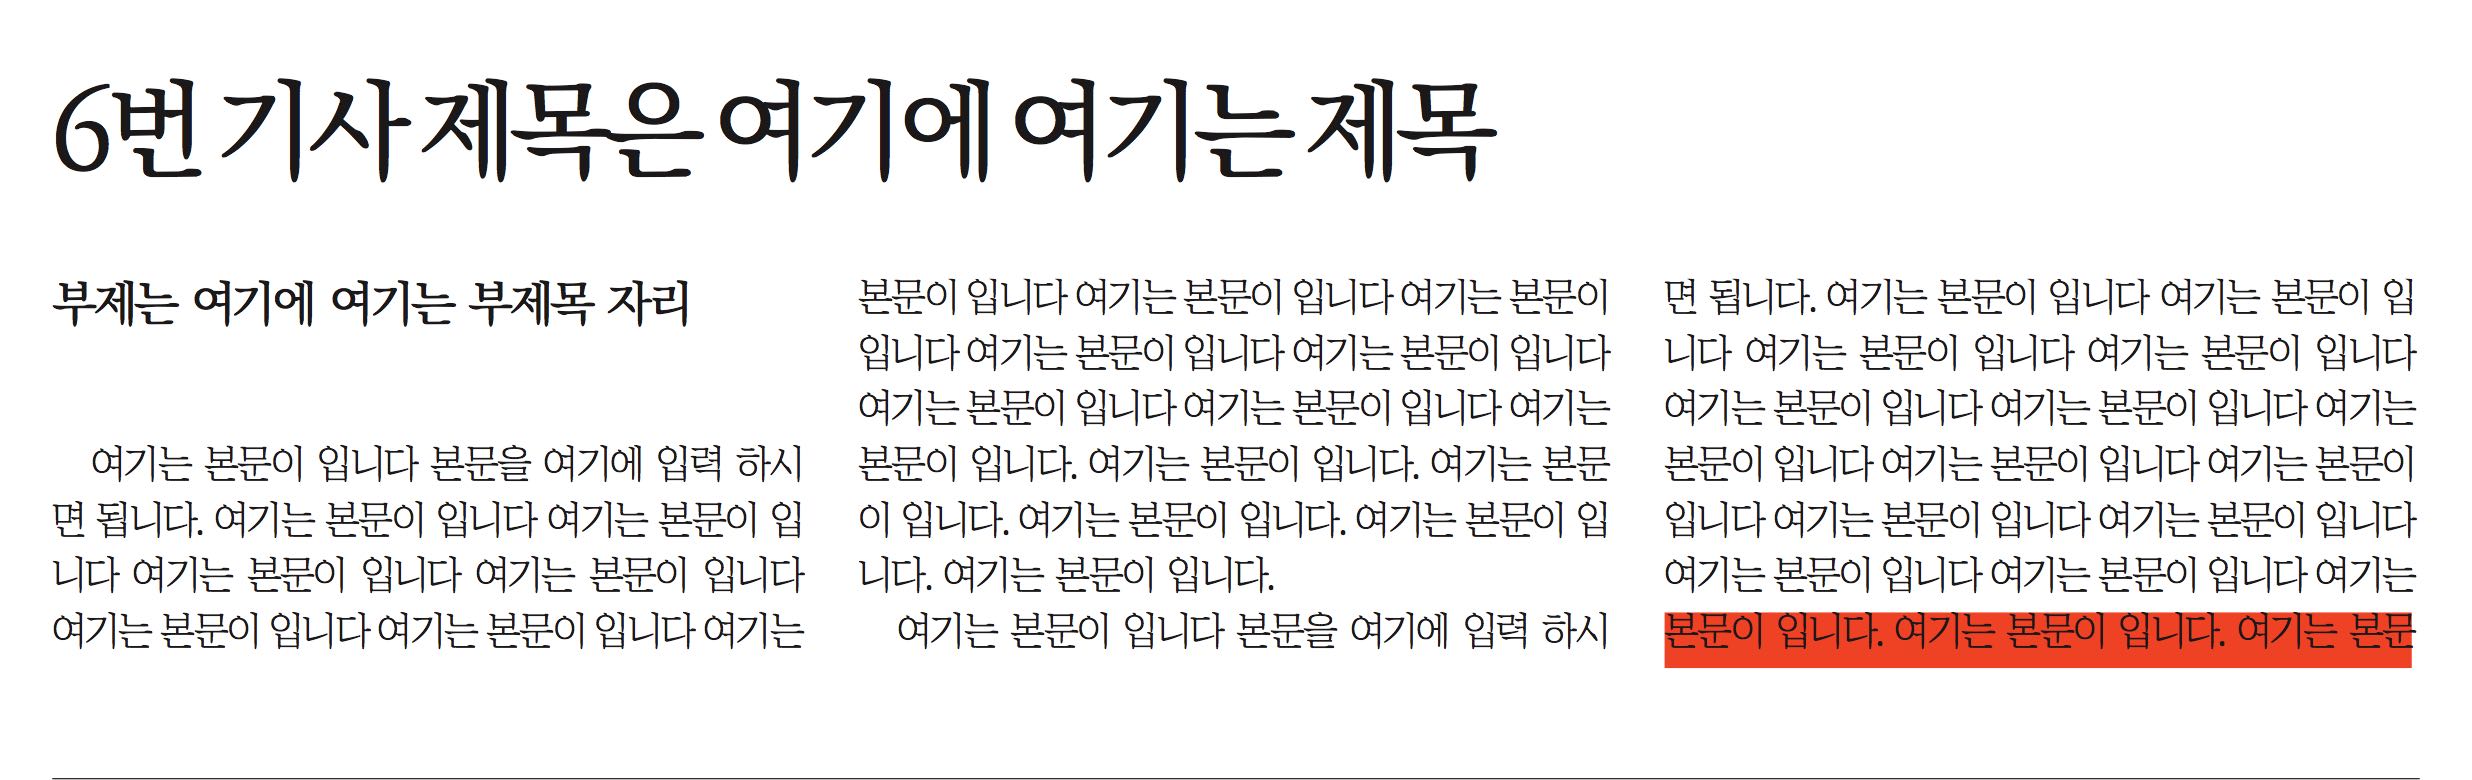 6번 기사 제목은 여기에 여기는 제목
부제는 여기에 여기는 부제목 자리
여기는 본문이 입니다 본문을 여기에 입력 하시
면 됩니다. 여기는 본문이 입니다 여기는 본문이 입
니다 여기는 본문이 입니다 여기는 본문이 입니다
여기는 본문이 입니다 여기는 본문이 입니다 여기는
본문이 입니다 여기는 본문이 입니다 여기는 본문이
입니다 여기는 본문이 입니다 여기는 본문이 입니다
여기는 본문이 입니다 여기는 본문이 입니다 여기는
본문이 입니다. 여기는 본문이 입니다. 여기는 본문
이 입니다. 여기는 본문이 입니다. 여기는 본문이 입
니다. 여기는 본문이 입니다.
여기는 본문이 입니다 본문을 여기에 입력 하시
면 됩니다. 여기는 본문이 입니다 여기는 본문이 입
니다 여기는 본문이 입니다 여기는 본문이 입니다
여기는 본문이 입니다 여기는 본문이 입니다 여기는
본문이 입니다 여기는 본문이 입니다 여기는 본문이
입니다 여기는 본문이 입니다 여기는 본문이 입니다
여기는 본문이 입니다 여기는 본문이 입니다 여기는
본문이 입니다. 여기는 본문이 입니다. 여기는 본문